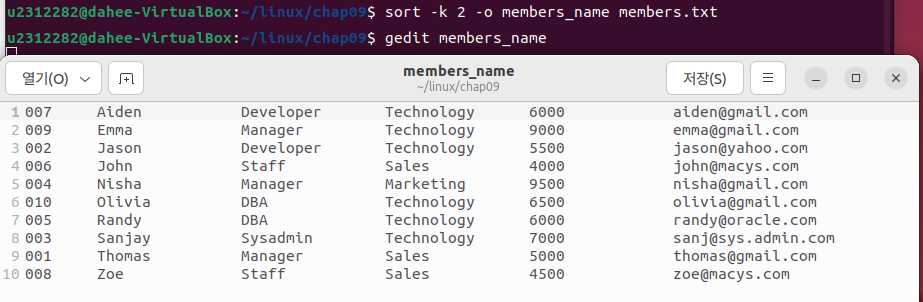 u2312282@dahee-VirtualBox:~/linux/chap09$ sort -k 2 -o members_name members.txt
u2312282@dahee-VirtualBox:~/linux/chap09$ gedit members_name
열기(O) members_name 저장(S)
~/linux/chap09
1 007 Aiden Developer Technology 6000 aiden@gmail.com
2 009 Emma Manager Technology 9000 emma@gmail.com
3 002 Jason Developer Technology 5500 jason@yahoo.com
4 006 John Staff Sales 4000 john@macys.com
5 004 Nisha Manager Marketing 9500 nisha@gmail.com
6 010 Olivia DBA Technology 6500 olivia@gmail.com
7 005 Randy DBA Technology 6000 randy@oracle.com
8 003 Sanjay Sysadmin Technology 7000 sanj@sys.admin.com
9 001 Thomas Manager Sales 5000 thomas@gmail.com
10 008 Zoe Staff Sales 4500 zoe@macys.com